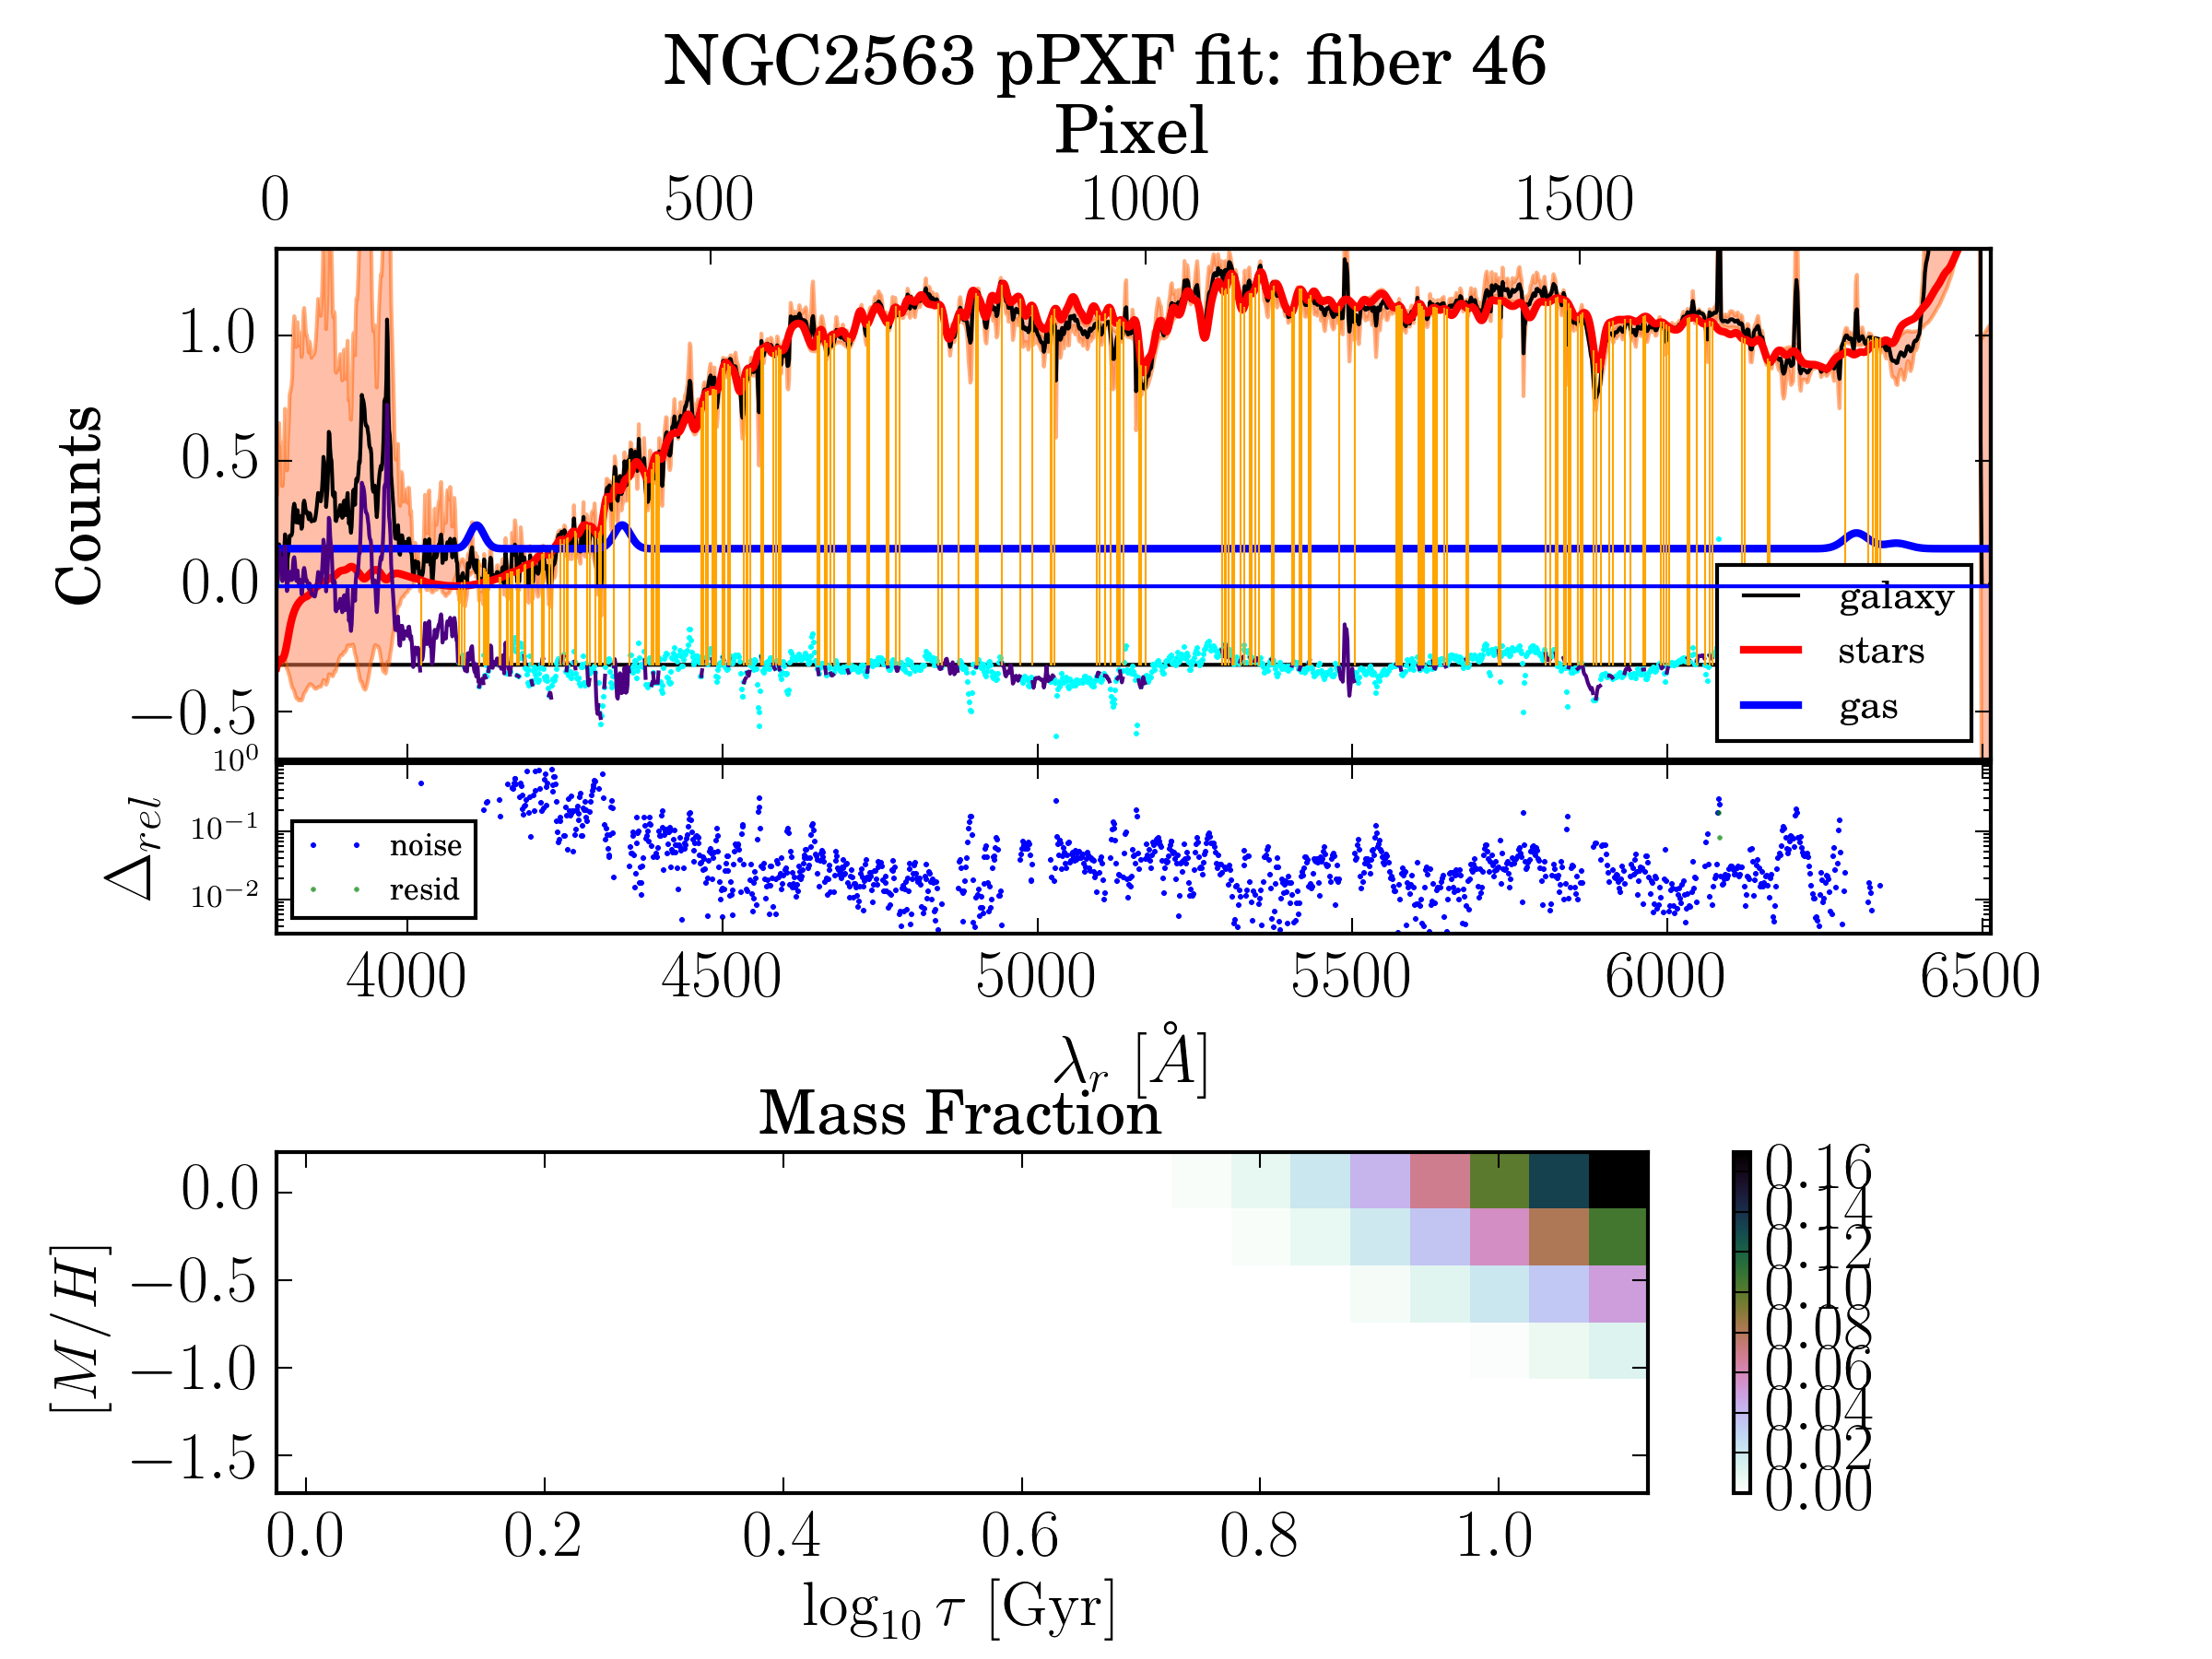 NGC2563 pPXF fit: fiber 46
Pixel
0 500 1000 1500
Counts
1.0
0.5
0.0
−0.5
galaxy
stars
gas
Δrel
10^0
10^−1
10^−2
noise
resid
4000 4500 5000 5500 6000 6500
λr [Å]
Mass Fraction
[M/H]
0.0
−0.5
−1.0
−1.5
0.16
0.14
0.12
0.10
0.08
0.06
0.04
0.02
0.00
0.0 0.2 0.4 0.6 0.8 1.0
log10 τ [Gyr]